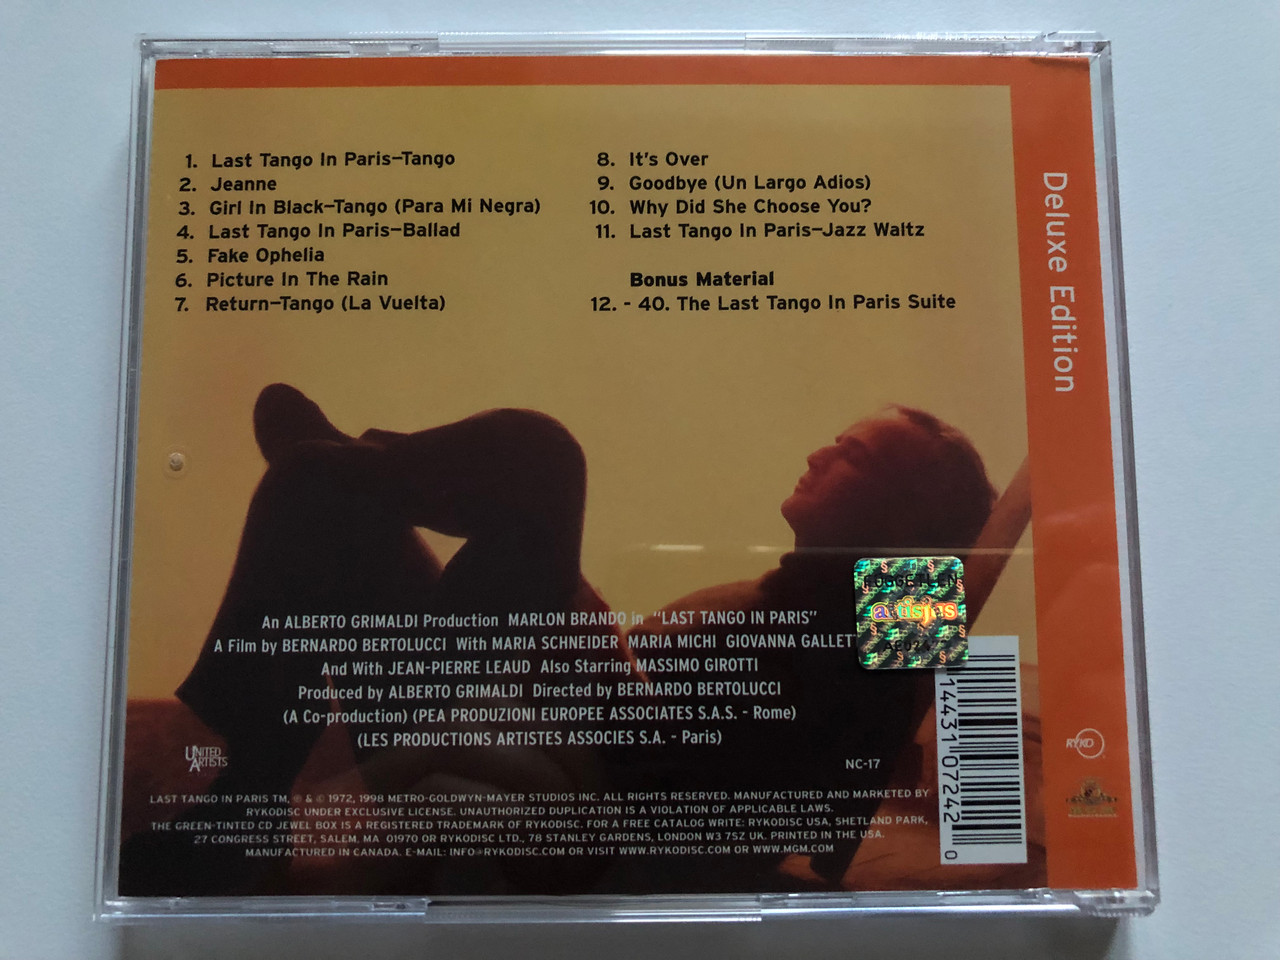 1. Last Tango In Paris–Tango
2. Jeanne
3. Girl In Black–Tango (Para Mi Negra)
4. Last Tango In Paris–Ballad
5. Fake Ophelia
6. Picture In The Rain
7. Return–Tango (La Vuelta)
8. It's Over
9. Goodbye (Un Largo Adios)
10. Why Did She Choose You?
11. Last Tango In Paris–Jazz Waltz
Bonus Material
12. - 40. The Last Tango In Paris Suite
Deluxe Edition
An ALBERTO GRIMALDI Production MARLON BRANDO in "LAST TANGO IN PARIS"
A Film by BERNARDO BERTOLUCCI With MARIA SCHNEIDER MARIA MICHI GIOVANNA
And With JEAN-PIERRE LEAUD Also Starring MASSIMO GIROTTI
Produced by ALBERTO GRIMALDI Directed by BERNARDO BERTOLUCCI
(A Co-production) (PEA PRODUZIONI EUROPEE ASSOCIATES S.A.S. - Rome)
(LES PRODUCTIONS ARTISTES ASSOCIES S.A. - Paris)
UNITED
ARTISTS
NC-17
LAST TANGO IN PARIS TM, ℗ & © 1972, 1998 METRO-GOLDWYN-MAYER STUDIOS INC. ALL RIGHTS RESERVED. MANUFACTURED AND MARKETED BY
RYKODISC UNDER EXCLUSIVE LICENSE. UNAUTHORIZED DUPLICATION IS A VIOLATION OF APPLICABLE LAWS.
THE GREEN-TINTED CD JEWEL BOX IS A REGISTERED TRADEMARK OF RYKODISC. FOR A FREE CATALOG WRITE: RYKODISC USA, SHETLAND PARK,
27 CONGRESS STREET, SALEM, MA 01970 OR RYKODISC LTD., 78 STANLEY GARDENS, LONDON W3 7SZ UK. PRINTED IN THE USA.
MANUFACTURED IN CANADA. E-MAIL: INFO@RYKODISC.COM OR VISIT WWW.RYKODISC.COM OR WWW.MGM.COM
artisjus
14431 07242 0
RYKO